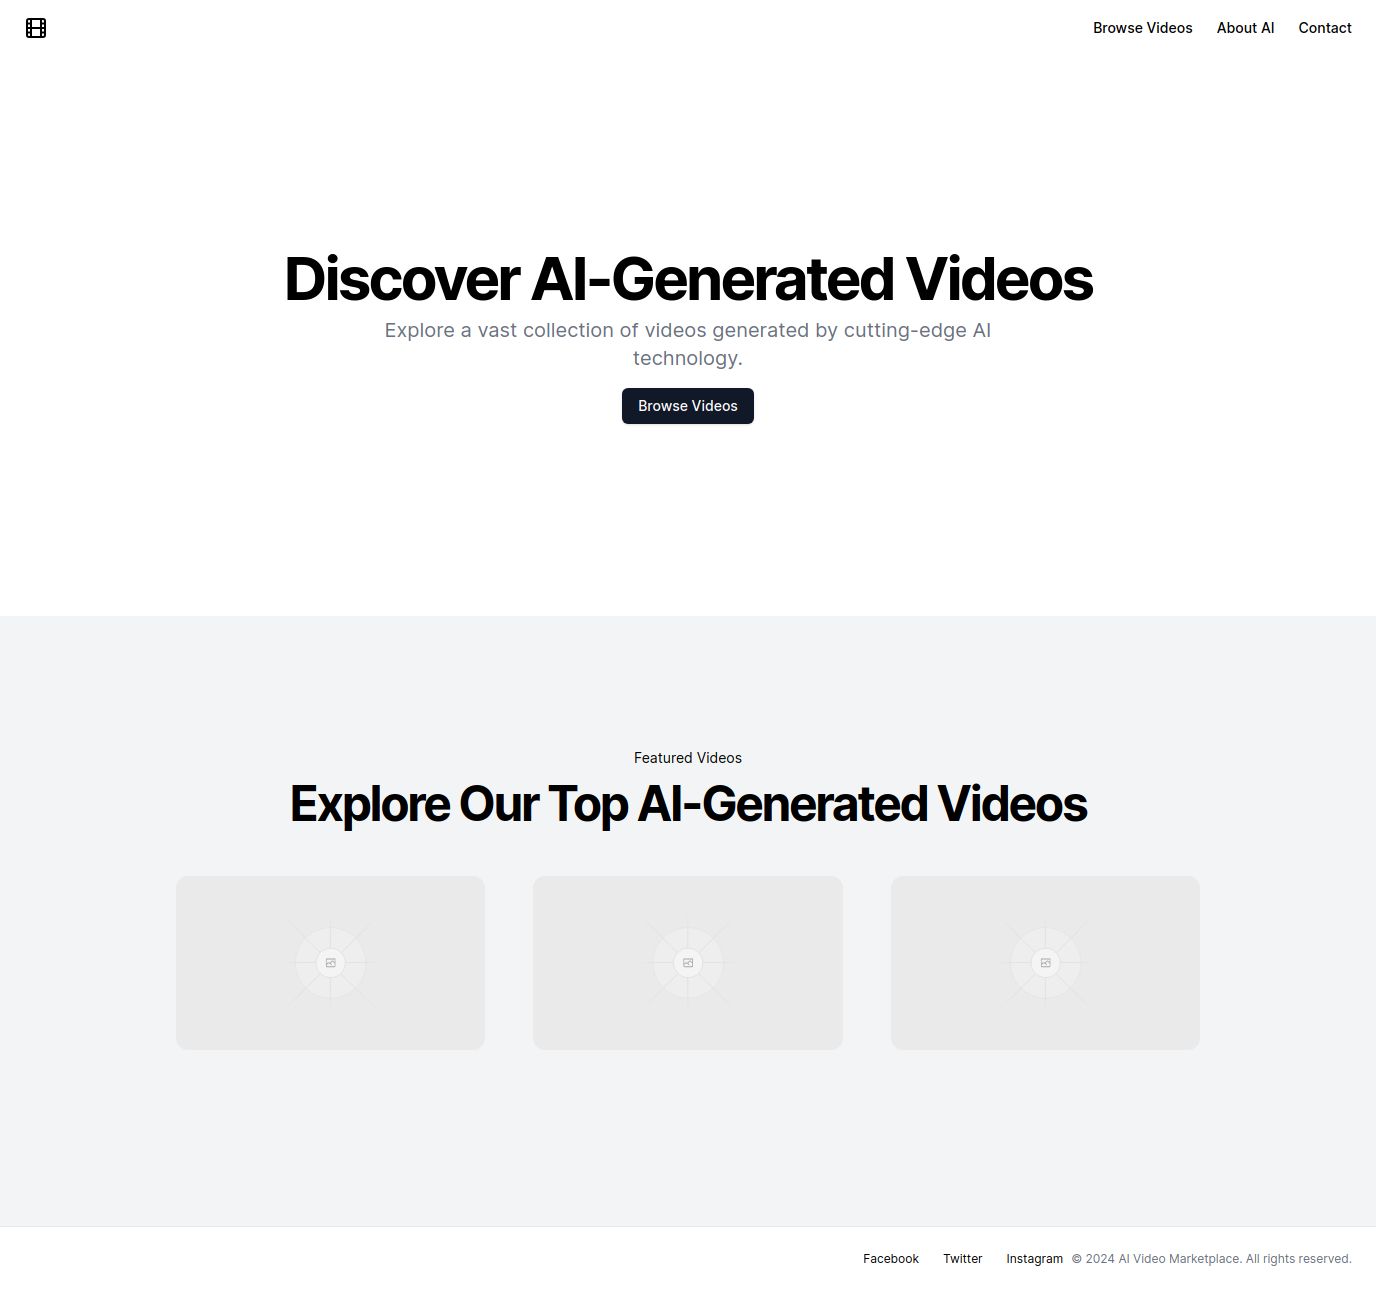 Browse Videos About AI Contact
Discover AI-Generated Videos
Explore a vast collection of videos generated by cutting-edge AI
technology.
Browse Videos
Featured Videos
Explore Our Top AI-Generated Videos
Facebook Twitter Instagram © 2024 AI Video Marketplace. All rights reserved.